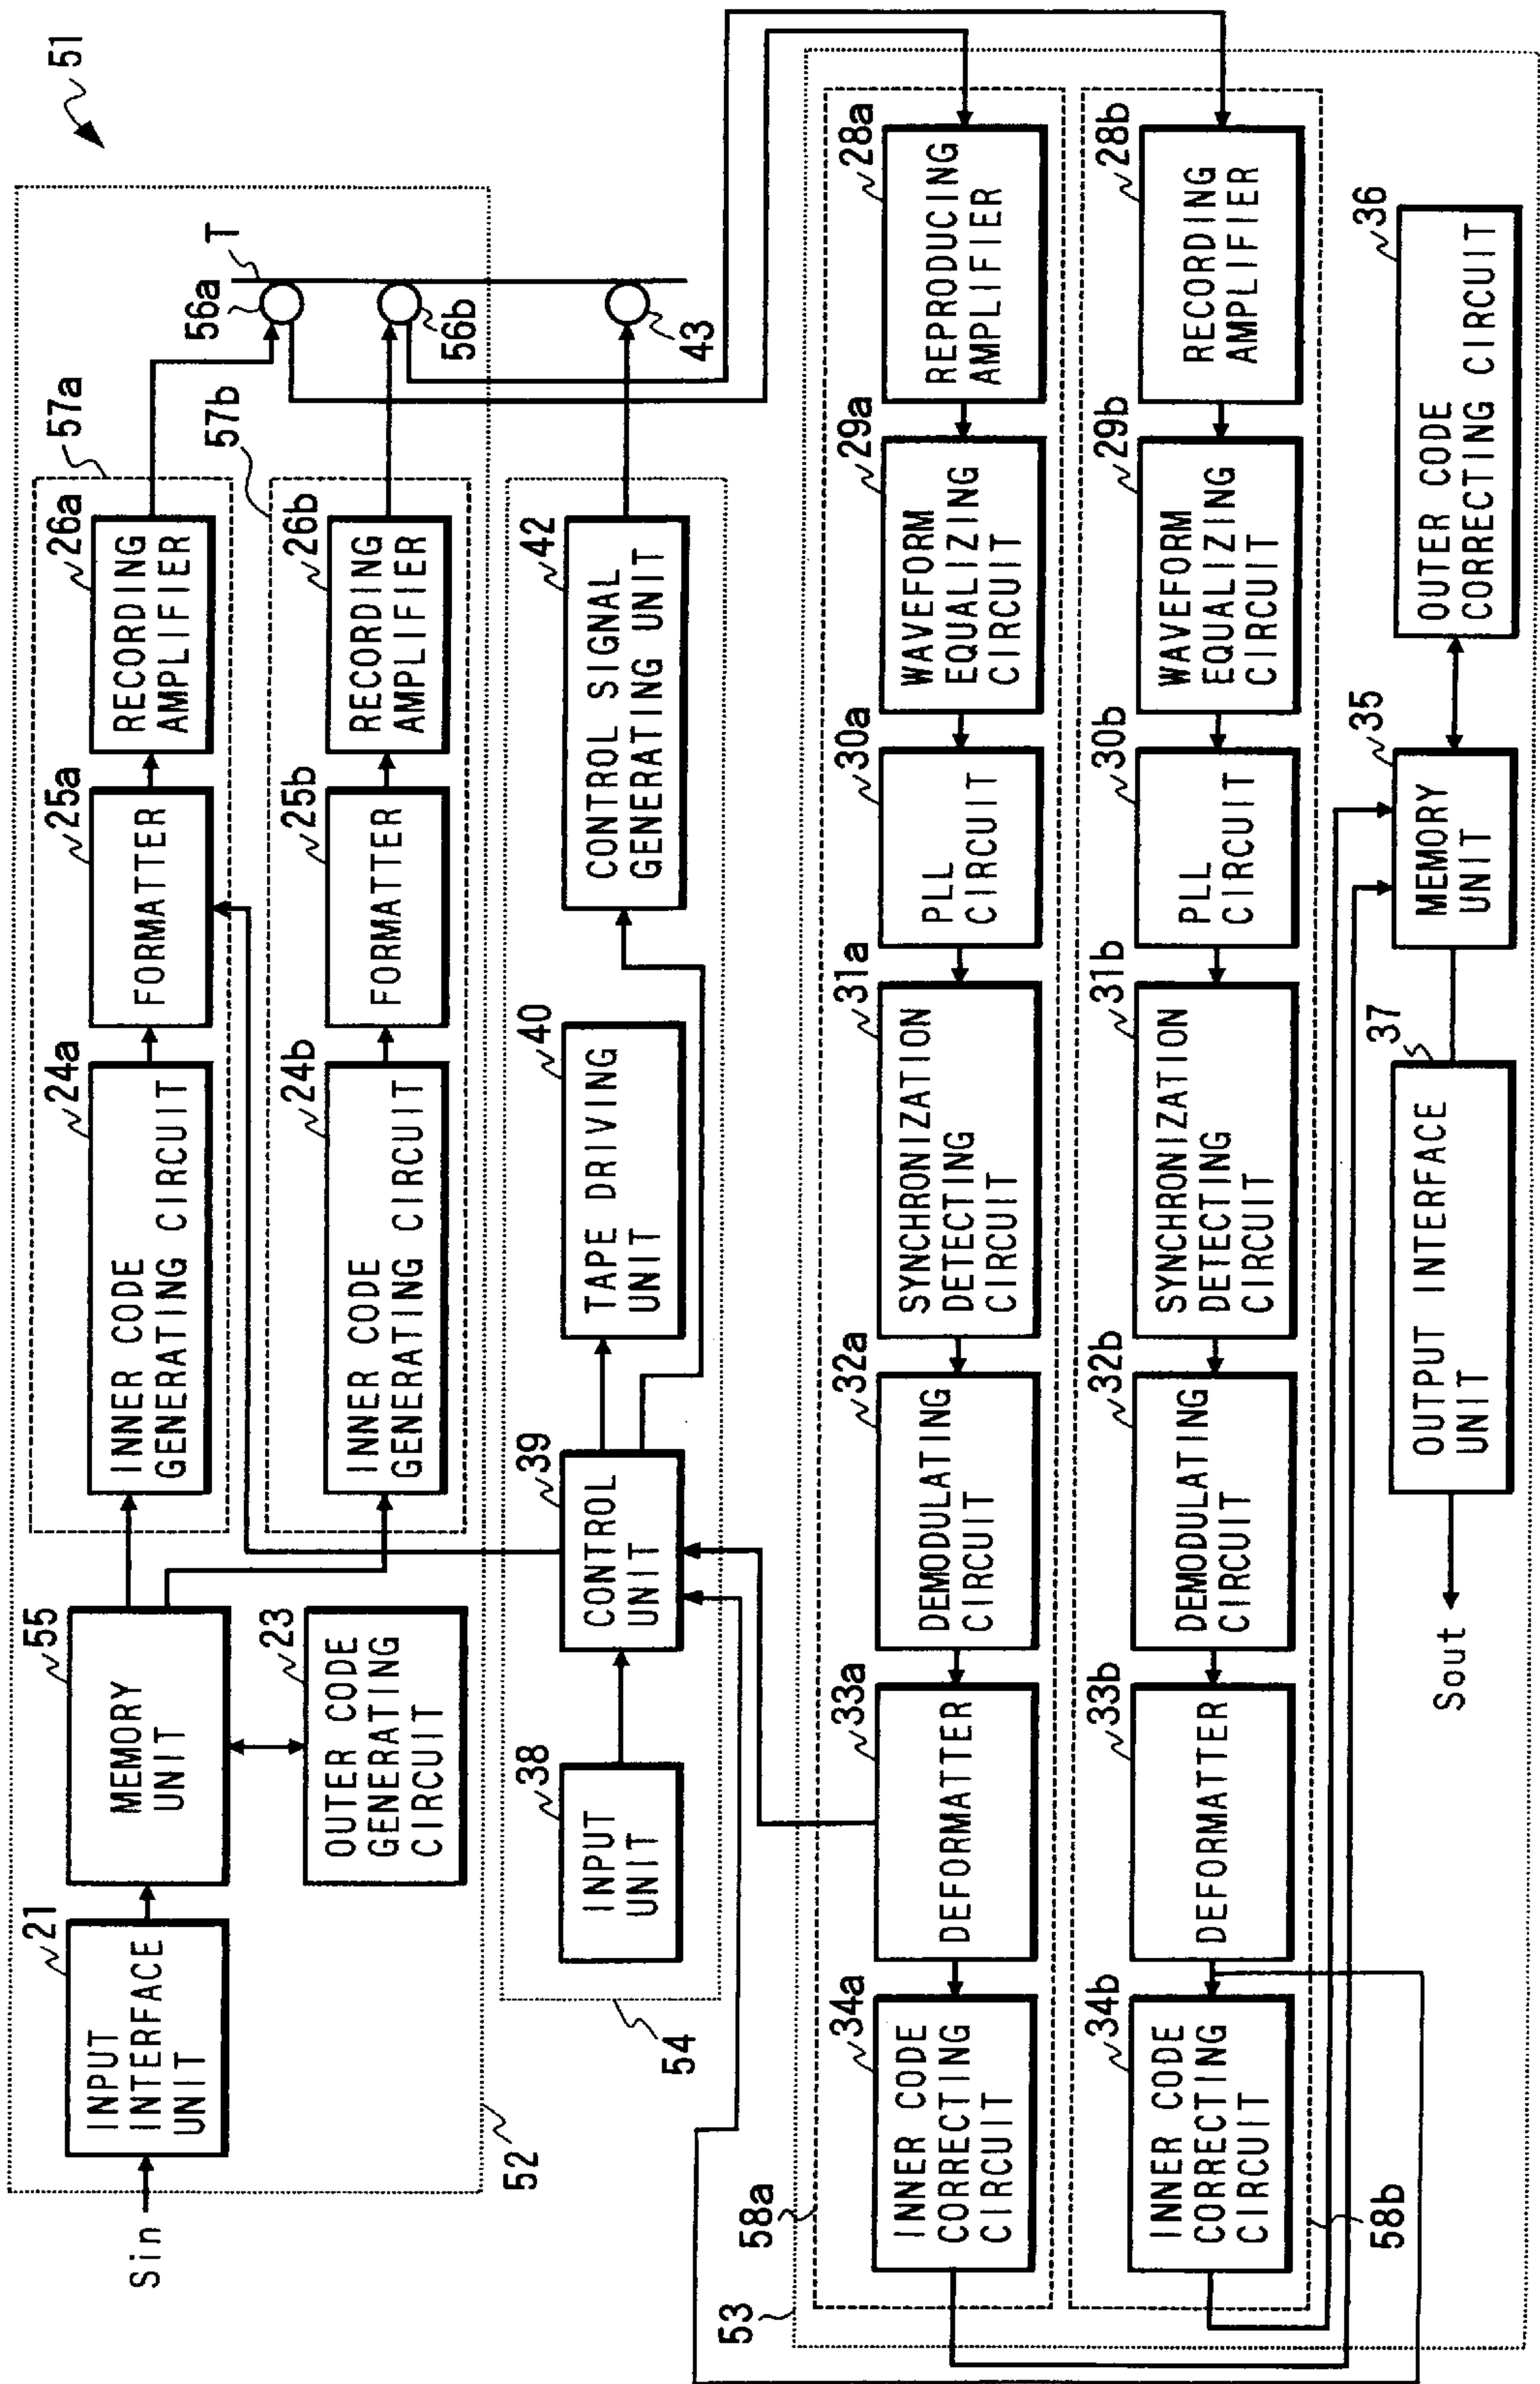 51
Sin
21
INPUT
INTERFACE
UNIT
55
MEMORY
UNIT
23
OUTER CODE
GENERATING
CIRCUIT
57a
24a
INNER CODE
GENERATING CIRCUIT
25a
FORMATTER
26a
RECORDING
AMPLIFIER
57b
24b
INNER CODE
GENERATING CIRCUIT
25b
FORMATTER
26b
RECORDING
AMPLIFIER
56a
T
56b
43
52
38
INPUT
UNIT
39
CONTROL
UNIT
40
TAPE DRIVING
UNIT
42
CONTROL SIGNAL
GENERATING UNIT
54
53
58a
34a
INNER CODE
CORRECTING
CIRCUIT
33a
DEFORMATTER
32a
DEMODULATING
CIRCUIT
31a
SYNCHRONIZATION
DETECTING
CIRCUIT
30a
PLL
CIRCUIT
29a
WAVEFORM
EQUALIZING
CIRCUIT
28a
REPRODUCING
AMPLIFIER
34b
INNER CODE
CORRECTING
CIRCUIT
33b
DEFORMATTER
32b
DEMODULATING
CIRCUIT
31b
SYNCHRONIZATION
DETECTING
CIRCUIT
30b
PLL
CIRCUIT
29b
WAVEFORM
EQUALIZING
CIRCUIT
28b
RECORDING
AMPLIFIER
58b
Sout
37
OUTPUT INTERFACE
UNIT
35
MEMORY
UNIT
36
OUTER CODE
CORRECTING CIRCUIT